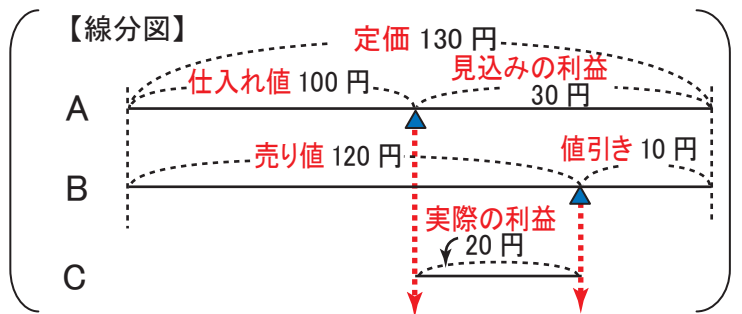 【線分図】
定価 130 円
仕入れ値 100 円
見込みの利益
30 円
A
売り値 120 円
値引き 10 円
B
実際の利益
20 円
C